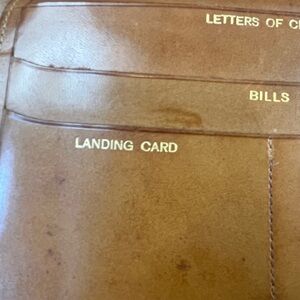 LETTERS OF C
BILLS
LANDING CARD